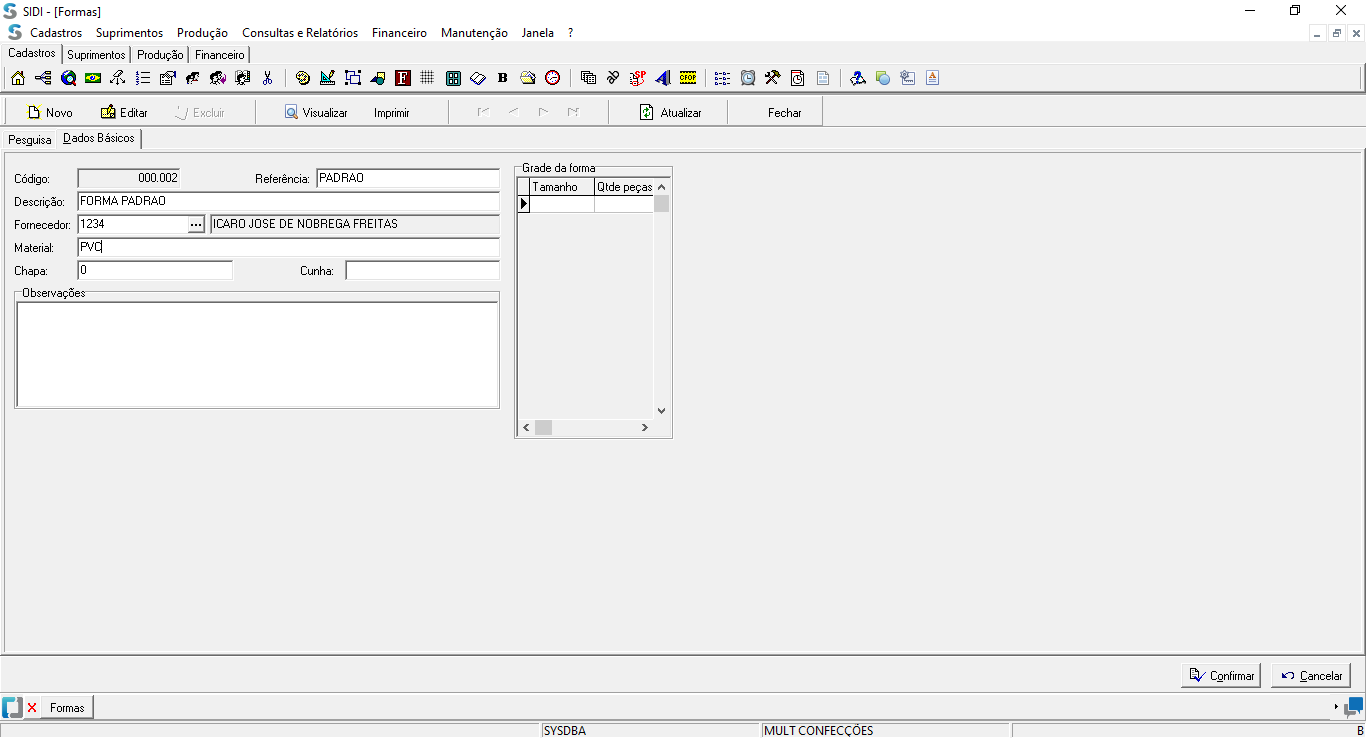 SIDI - [Formas]
Cadastros Suprimentos Produção Consultas e Relatórios Financeiro Manutenção Janela ?
Cadastros Suprimentos Produção Financeiro
F B SP CFOP A
Novo Editar Excluir Visualizar Imprimir Atualizar Fechar
Pesquisa Dados Básicos
Código: 000.002 Referência: PADRAO
Descrição: FORMA PADRAO
Fornecedor: 1234 ... ICARO JOSE DE NOBREGA FREITAS
Material: PVC
Chapa: 0 Cunha:
Observações
Grade da forma
Tamanho Qtde peças
Confirmar Cancelar
Formas
SYSDBA MULT CONFECÇÕES B